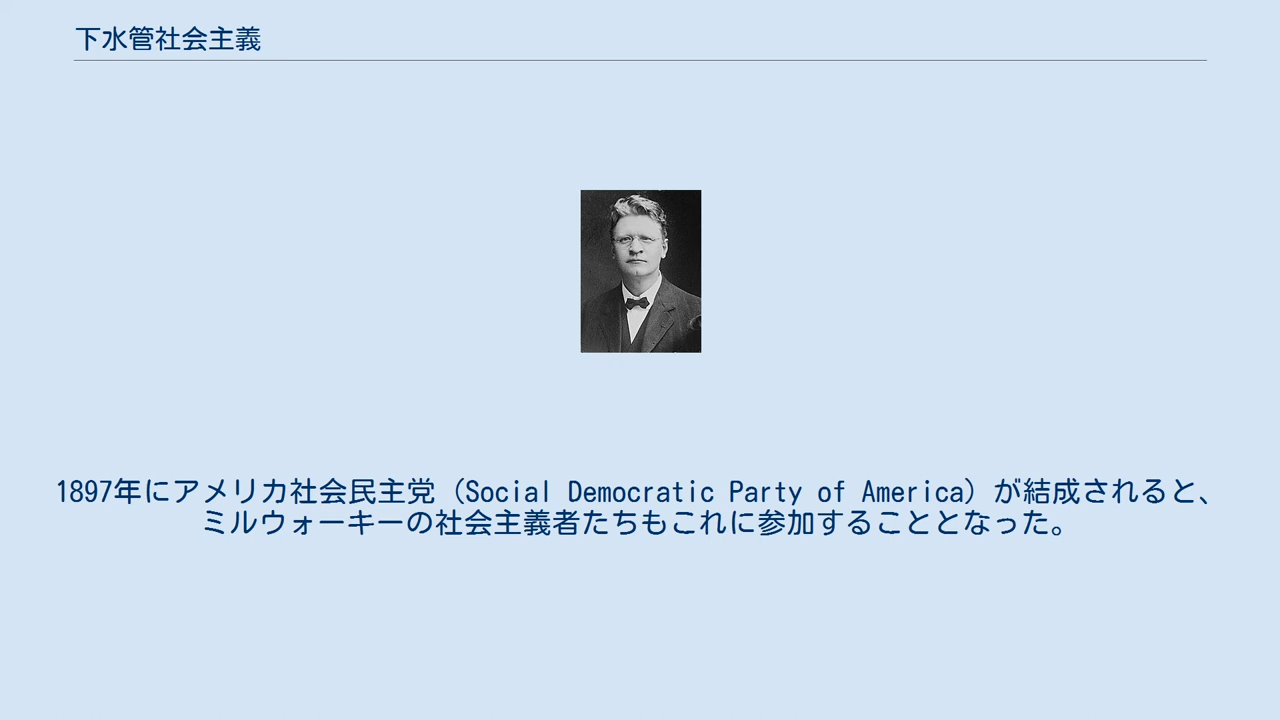 下水管社会主義
1897年にアメリカ社会民主党（Social Democratic Party of America）が結成されると、
ミルウォーキーの社会主義者たちもこれに参加することとなった。